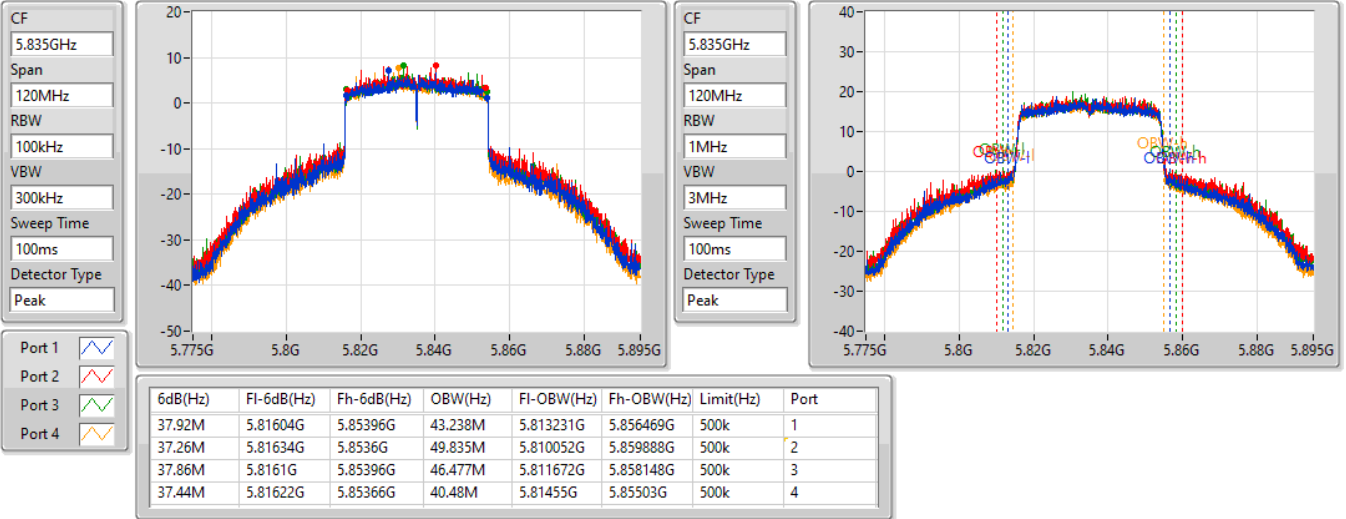 CF
5.835GHz
Span
120MHz
RBW
100kHz
VBW
300kHz
Sweep Time
100ms
Detector Type
Peak
Port 1
Port 2
Port 3
Port 4
20
10
0
-10
-20
-30
-40
-50
5.775G 5.8G 5.82G 5.84G 5.86G 5.88G 5.895G
CF
5.835GHz
Span
120MHz
RBW
1MHz
VBW
3MHz
Sweep Time
100ms
Detector Type
Peak
40
30
20
10
0
-10
-20
-30
-40
OBW-l
OBW-h
5.775G 5.8G 5.82G 5.84G 5.86G 5.88G 5.895G
6dB(Hz) Fl-6dB(Hz) Fh-6dB(Hz) OBW(Hz) Fl-OBW(Hz) Fh-OBW(Hz) Limit(Hz) Port
37.92M 5.81604G 5.85396G 43.238M 5.813231G 5.856469G 500k 1
37.26M 5.81634G 5.8536G 49.835M 5.810052G 5.859888G 500k 2
37.86M 5.8161G 5.85396G 46.477M 5.811672G 5.858148G 500k 3
37.44M 5.81622G 5.85366G 40.48M 5.81455G 5.85503G 500k 4